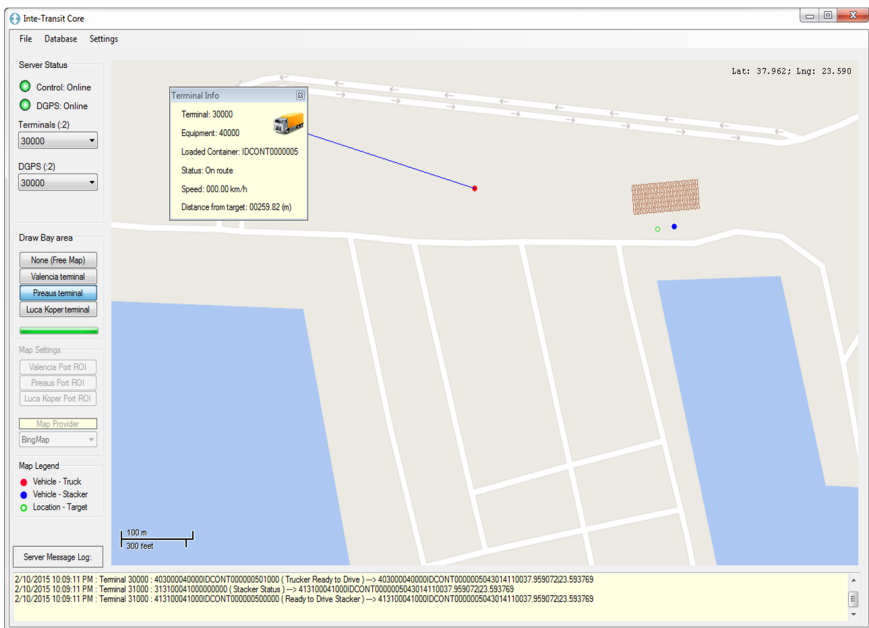 Inte-Transit Core
File Database Settings
Server Status
Control: Online
DGPS: Online
Terminals (:2)
30000
DGPS (:2)
30000
Draw Bay area
None (Free Map)
Valencia terminal
Pireaus terminal
Luca Koper terminal
Map Settings
Valencia Port ROI
Pireaus Port ROI
Luca Koper Port ROI
Map Provider
BingMap
Map Legend
Vehicle - Truck
Vehicle - Stacker
Location - Target
Server Message Log:
Lat: 37.962; Lng: 23.590
Terminal Info
Terminal: 30000
Equipment: 40000
Loaded Container: IDCONT0000005
Status: On route
Speed: 000.00 km/h
Distance from target: 00259.82 (m)
100 m
300 feet
2/10/2015 10:09:11 PM : Terminal 30000 : 403000040000IDCONT000000501000 ( Trucker Ready to Drive ) ---> 403000040000IDCONT0000005043014110037.959072|23.593769
2/10/2015 10:09:11 PM : Terminal 31000 : 313100041000000000 ( Stacker Status ) ---> 413100041000IDCONT0000005043014110037.959072|23.593769
2/10/2015 10:09:11 PM : Terminal 31000 : 413100041000IDCONT000000500000 ( Ready to Drive Stacker ) ---> 413100041000IDCONT0000005043014110037.959072|23.593769